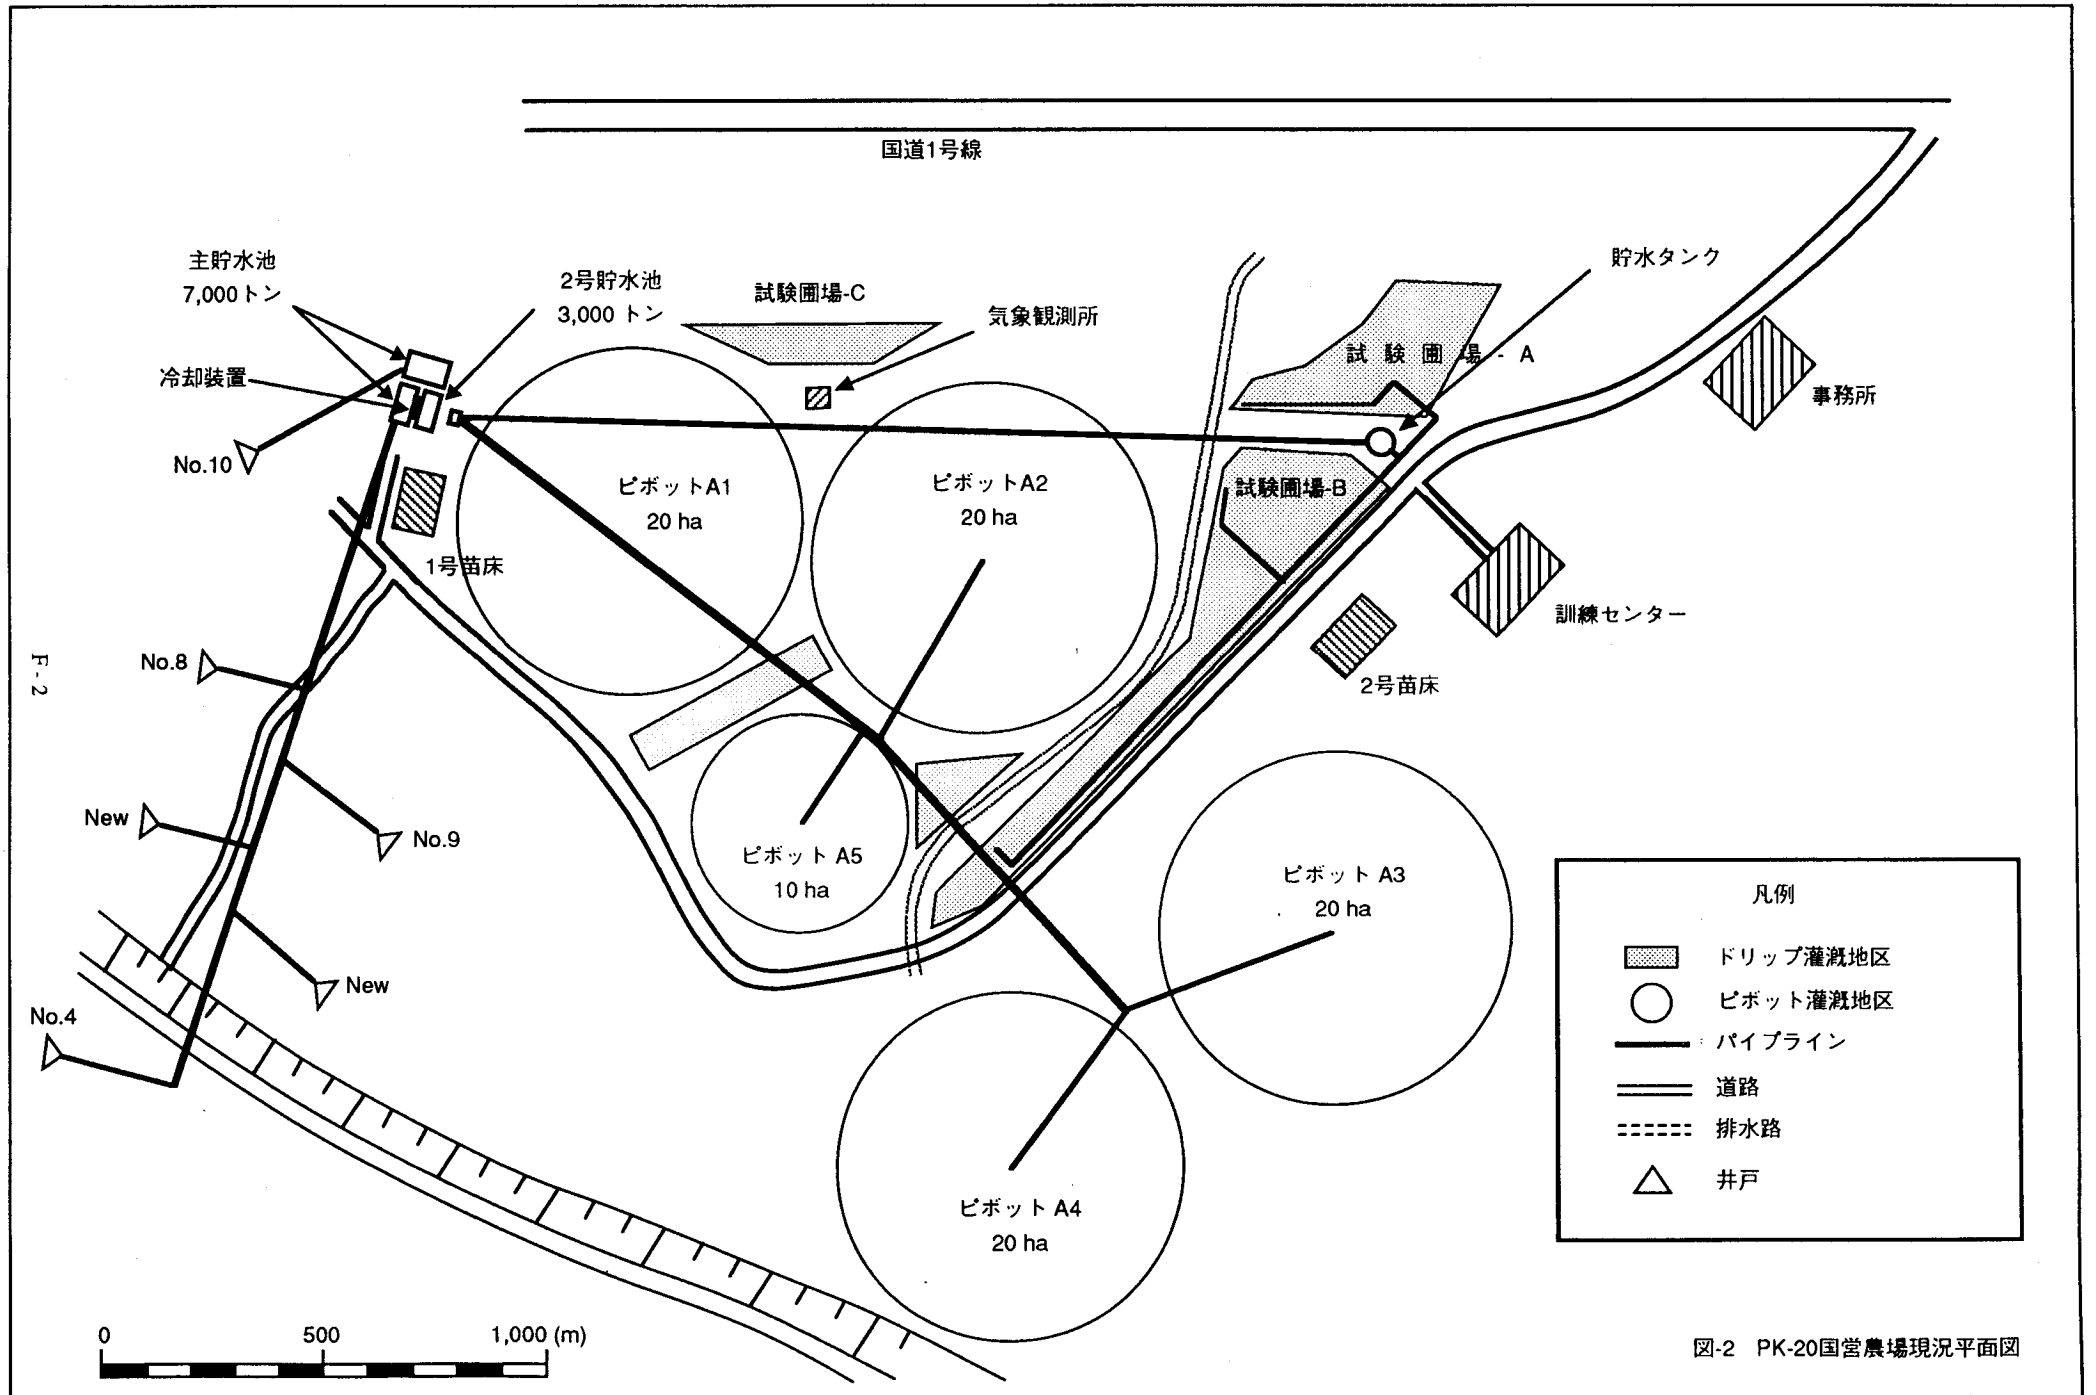 国道1号線
主貯水池
7,000トン
2号貯水池
3,000 トン
試験圃場-C
気象観測所
貯水タンク
試 験 圃 場 - A
冷却装置
事務所
No.10
ピボットA1
20 ha
ピボットA2
20 ha
試験圃場-B
1号苗床
訓練センター
No.8
2号苗床
F-2
New
No.9
ピボット A5
10 ha
ピボット A3
20 ha
New
No.4
ピボット A4
20 ha
凡例
ドリップ灌漑地区
ピボット灌漑地区
パイプライン
道路
排水路
井戸
0 500 1,000 (m)
図-2 PK-20国営農場現況平面図